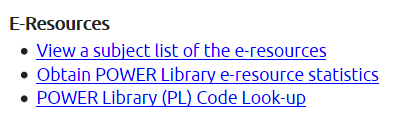 E-Resources
• View a subject list of the e-resources
• Obtain POWER Library e-resource statistics
• POWER Library (PL) Code Look-up